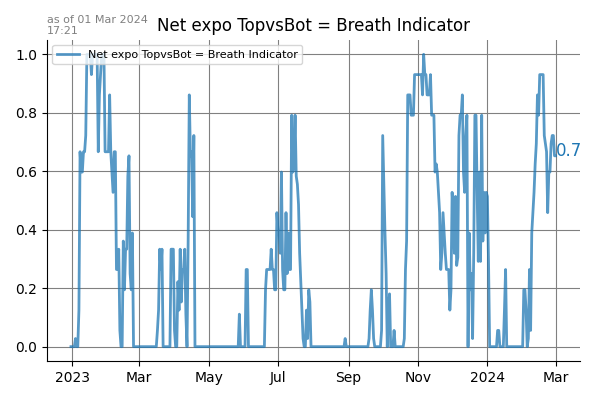 as of 01 Mar 2024
17:21
Net expo TopvsBot = Breath Indicator
Net expo TopvsBot = Breath Indicator
1.0
0.8
0.6
0.4
0.2
0.0
0.7
2023 Mar May Jul Sep Nov 2024 Mar